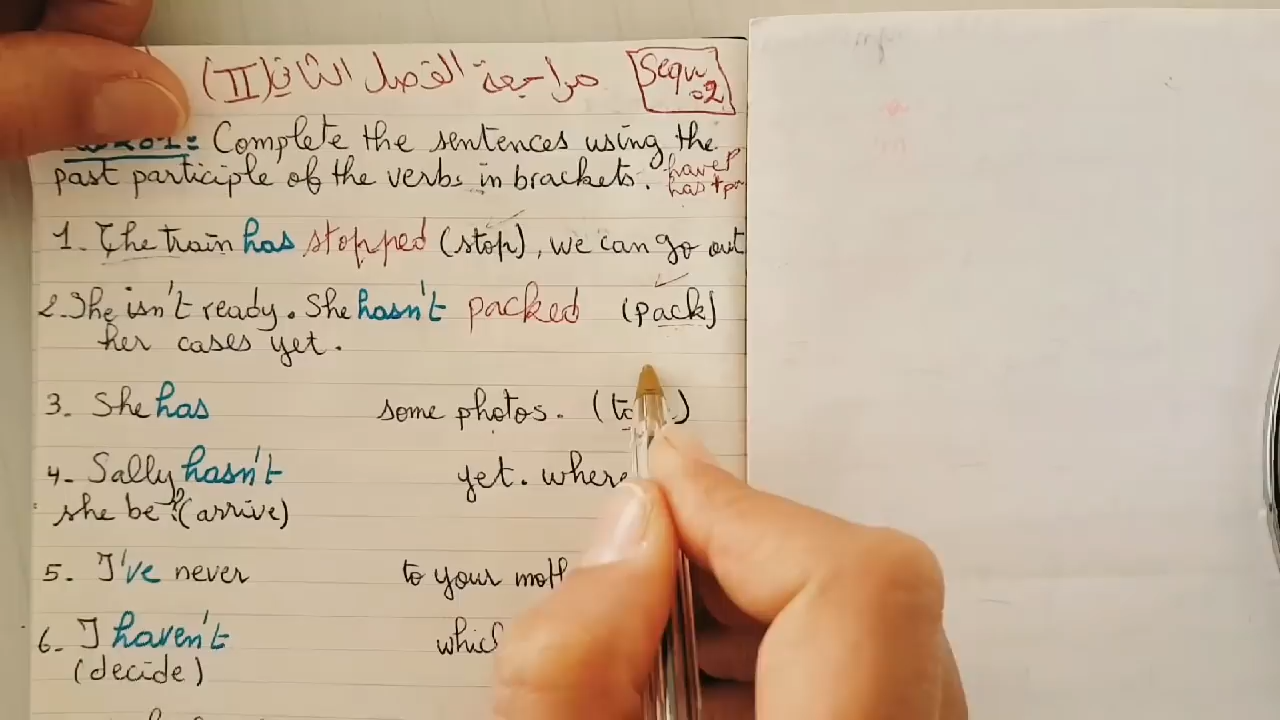 مراجعة الفصل الثاني (II)
Sequ 02
Complete the sentences using the
past participle of the verbs in brackets.
have
has + pp
1. The train has stopped (stop), we can go out
2. She isn't ready. She hasn't packed (pack)
her cases yet.
3. She has some photos.
4. Sally hasn't yet. where
she be? (arrive)
5. I've never to your
6. I haven't
(decide)